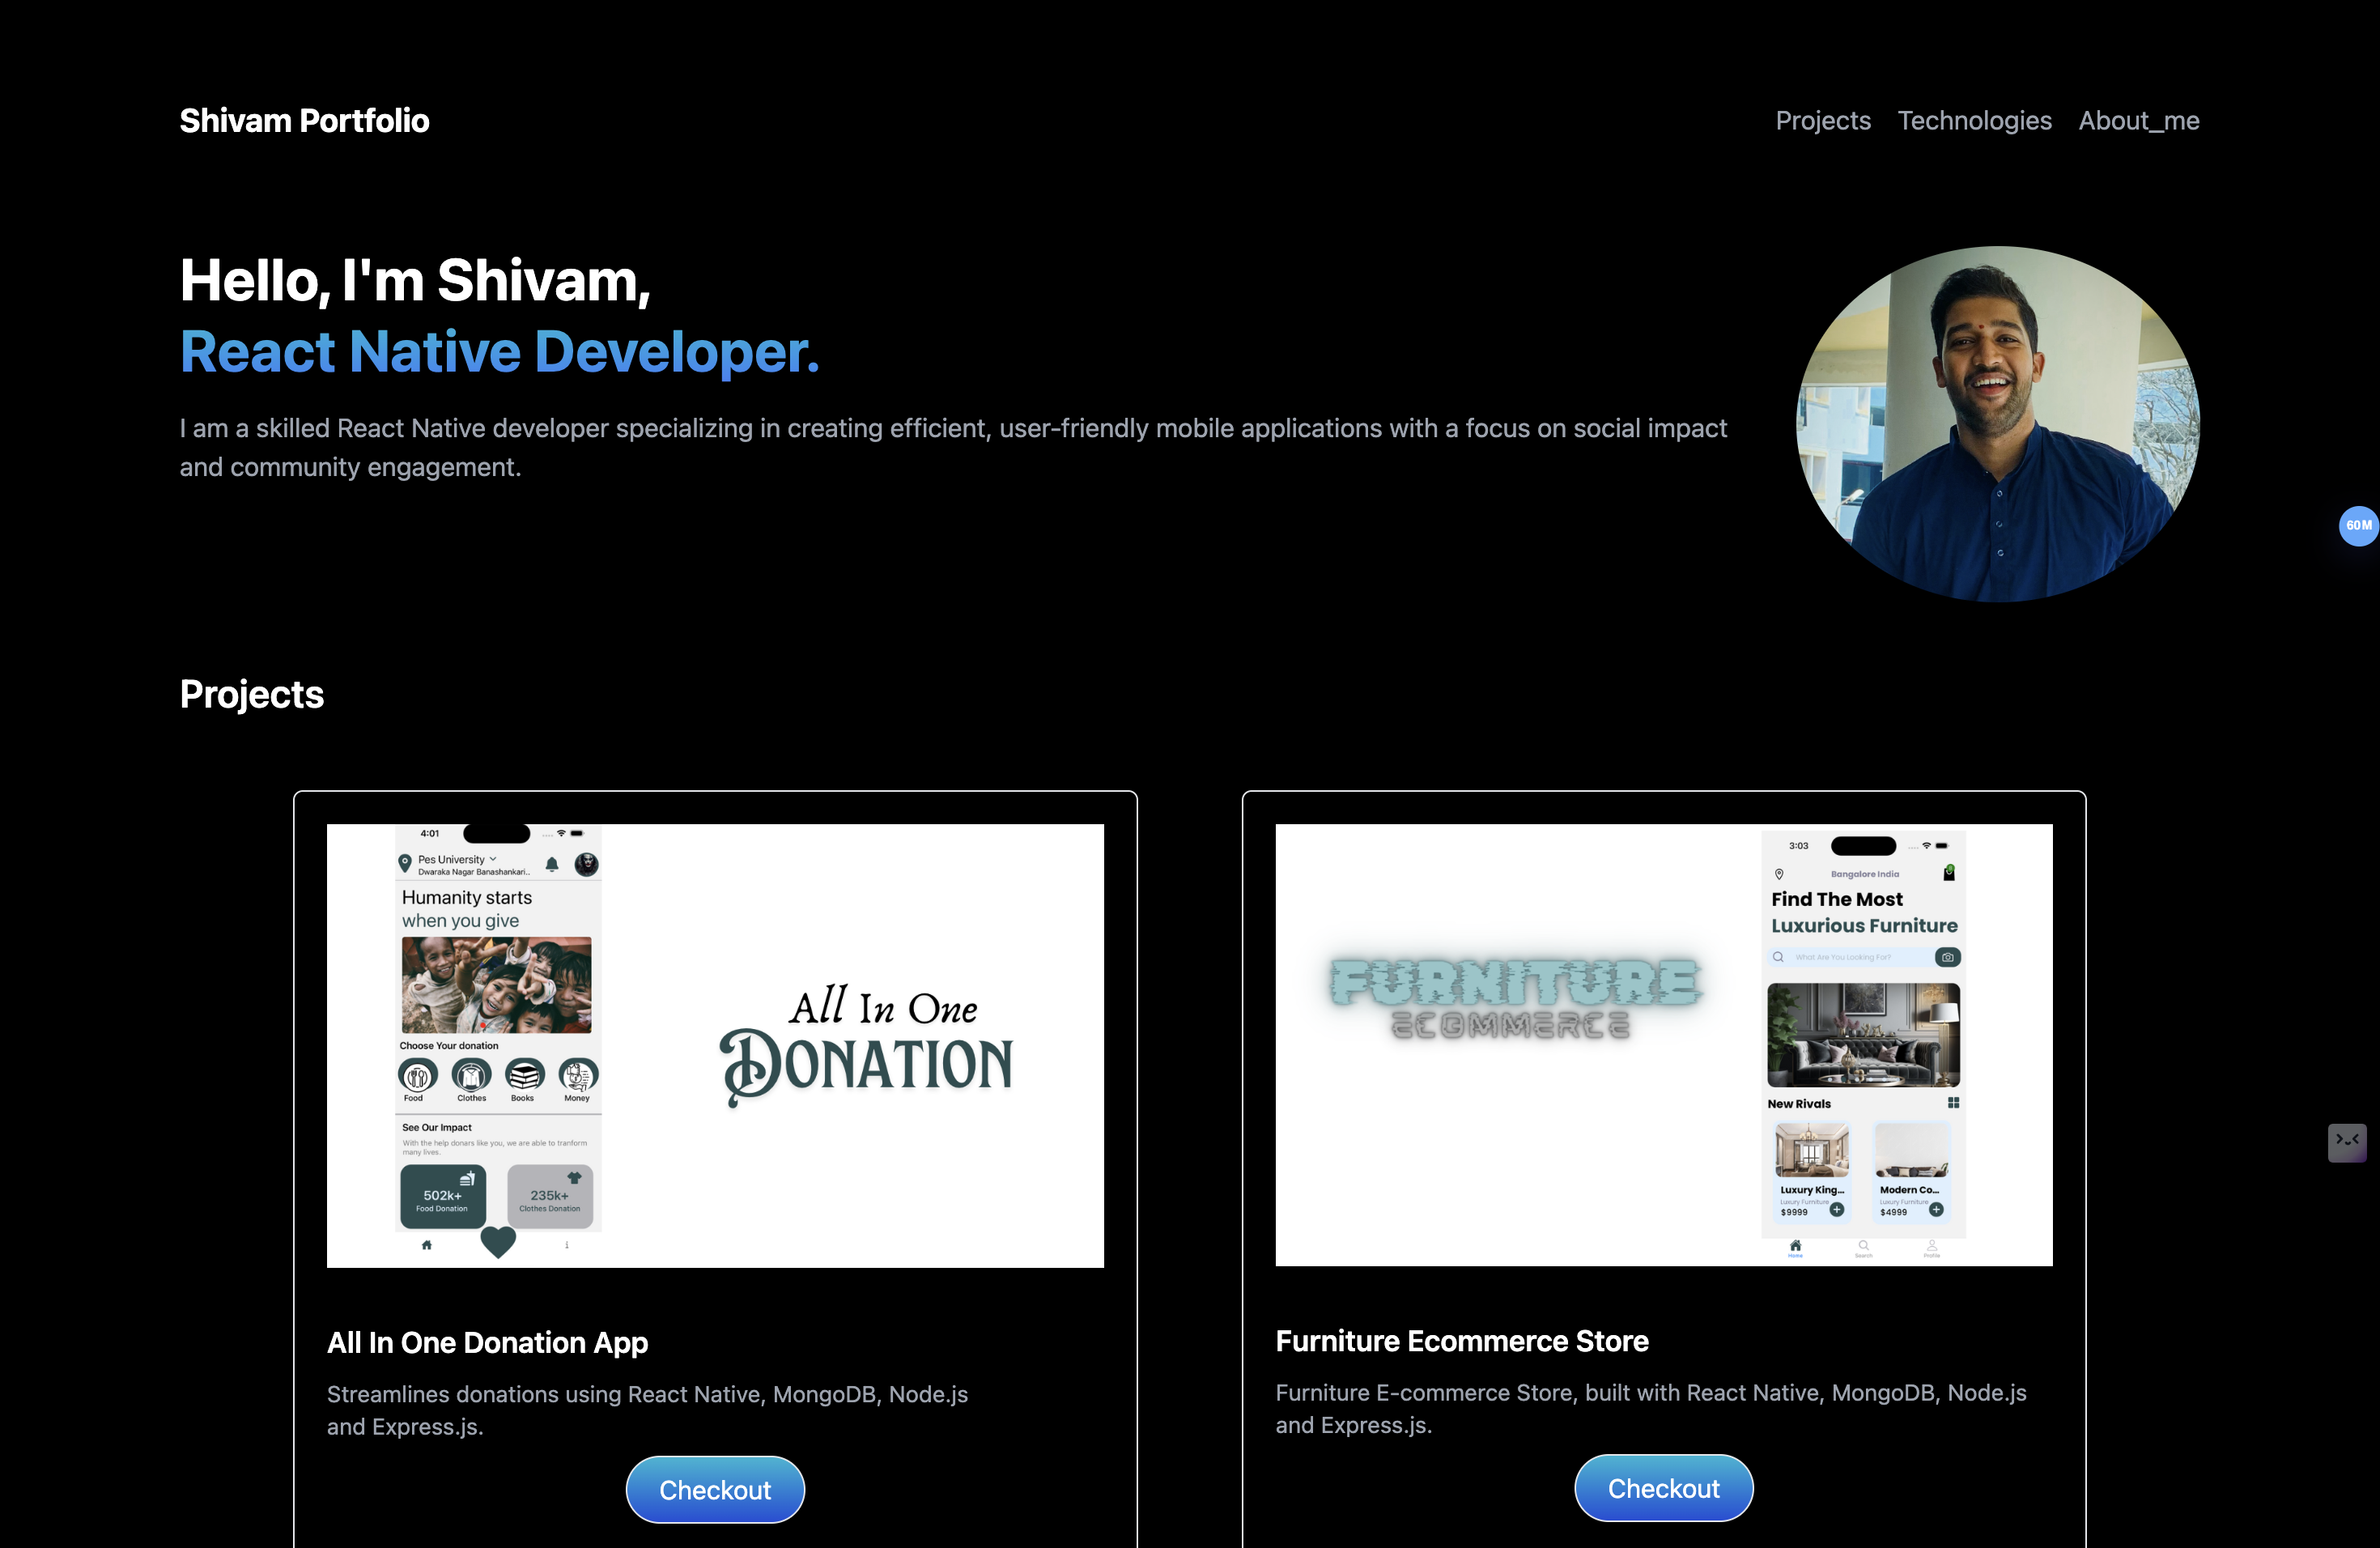 Shivam Portfolio
Projects Technologies About_me
Hello, I'm Shivam,
React Native Developer.
I am a skilled React Native developer specializing in creating efficient, user-friendly mobile applications with a focus on social impact
and community engagement.
60M
Projects
4:01
Pes University
Dwaraka Nagar Banashankari...
Humanity starts
when you give
Choose Your donation
Food Clothes Books Money
See Our Impact
With the help donars like you, we are able to tranform
many lives.
502k+
Food Donation
235k+
Clothes Donation
All In One
DONATION
All In One Donation App
Streamlines donations using React Native, MongoDB, Node.js
and Express.js.
Checkout
FURNITURE
ECOMMERCE
3:03
Bangalore India
Find The Most
Luxurious Furniture
What Are You Looking For?
New Rivals
Luxury King...
Luxury Furniture
$9999
Modern Co...
Luxury Furniture
$4999
Home Search Profile
Furniture Ecommerce Store
Furniture E-commerce Store, built with React Native, MongoDB, Node.js
and Express.js.
Checkout